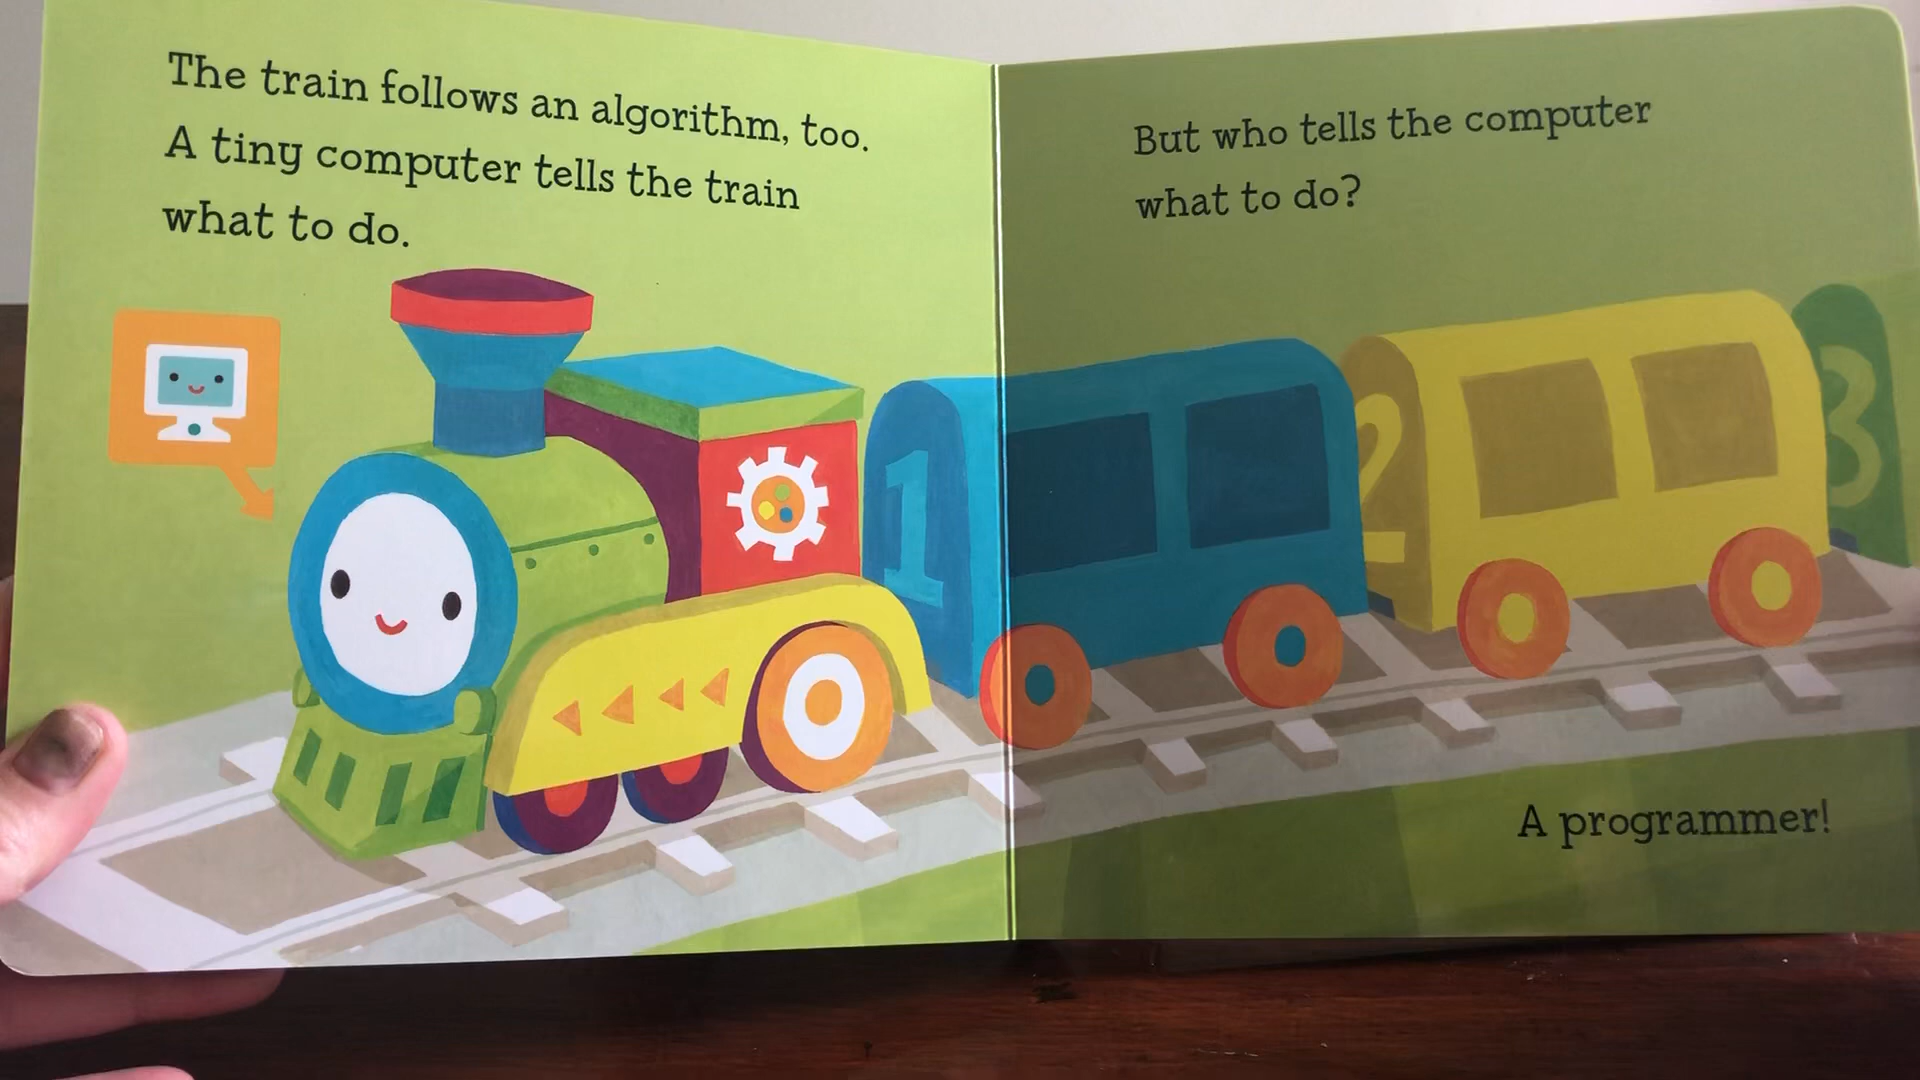 The train follows an algorithm, too.
A tiny computer tells the train
what to do.
1
But who tells the computer
what to do?
2
3
A programmer!